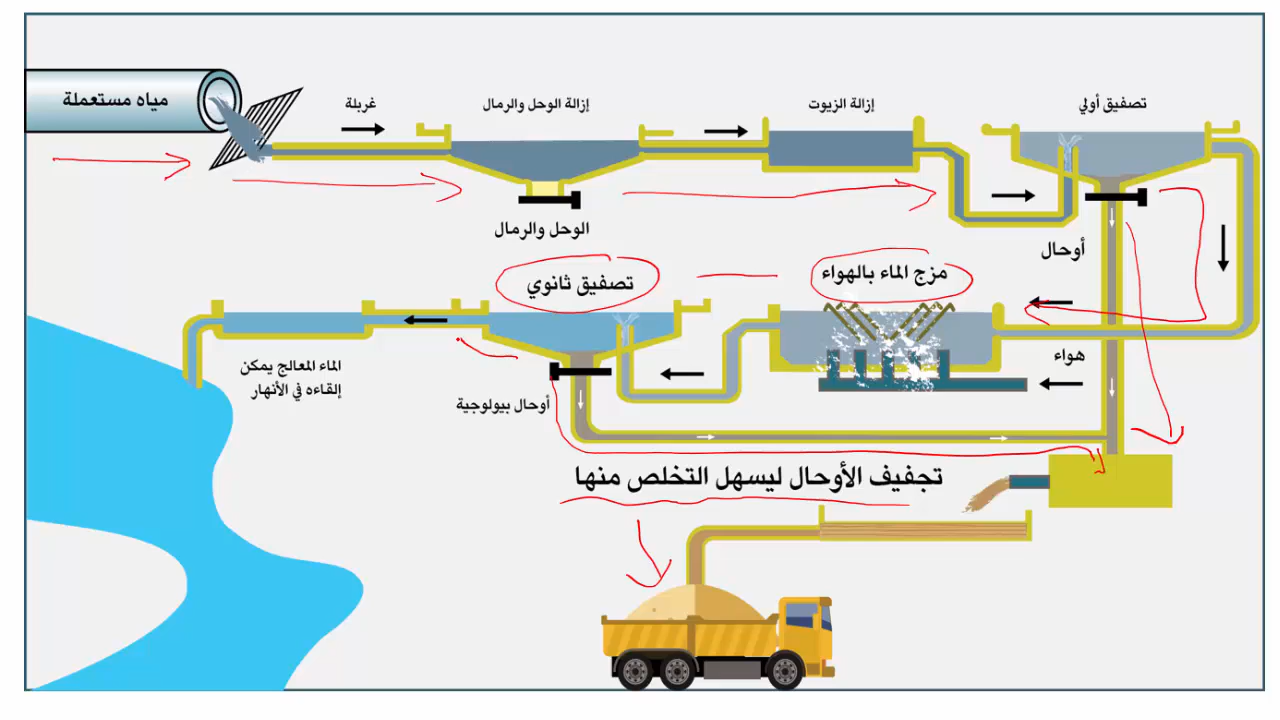 مياه مستعملة
غربلة
إزالة الوحل والرمال
إزالة الزيوت
تصفيق أولي
الوحل والرمال
أوحال
مزج الماء بالهواء
تصفيق ثانوي
هواء
الماء المعالج يمكن
إلقاءه في الأنهار
أوحال بيولوجية
تجفيف الأوحال ليسهل التخلص منها